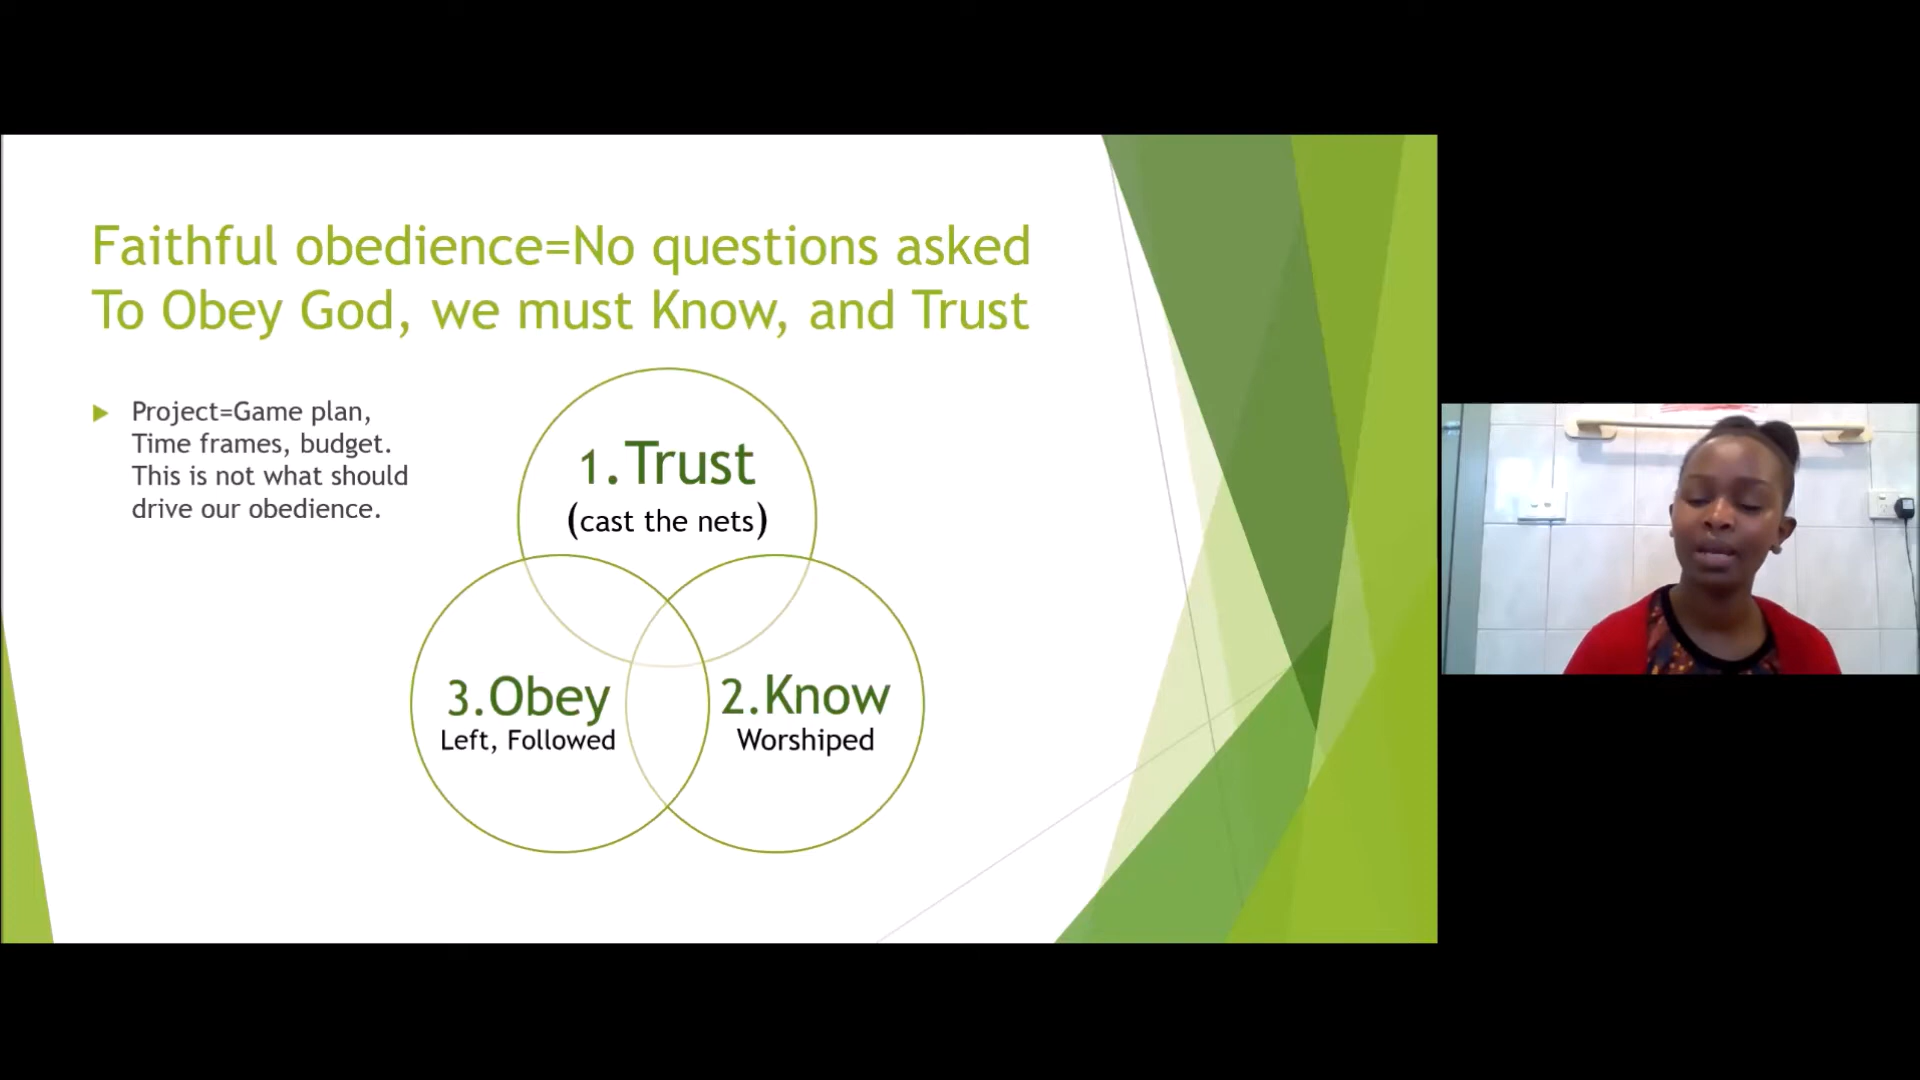 Faithful obedience=No questions asked
To Obey God, we must Know, and Trust
Project=Game plan,
Time frames, budget.
This is not what should
drive our obedience.
1.Trust
(cast the nets)
3.Obey
Left, Followed
2.Know
Worshiped